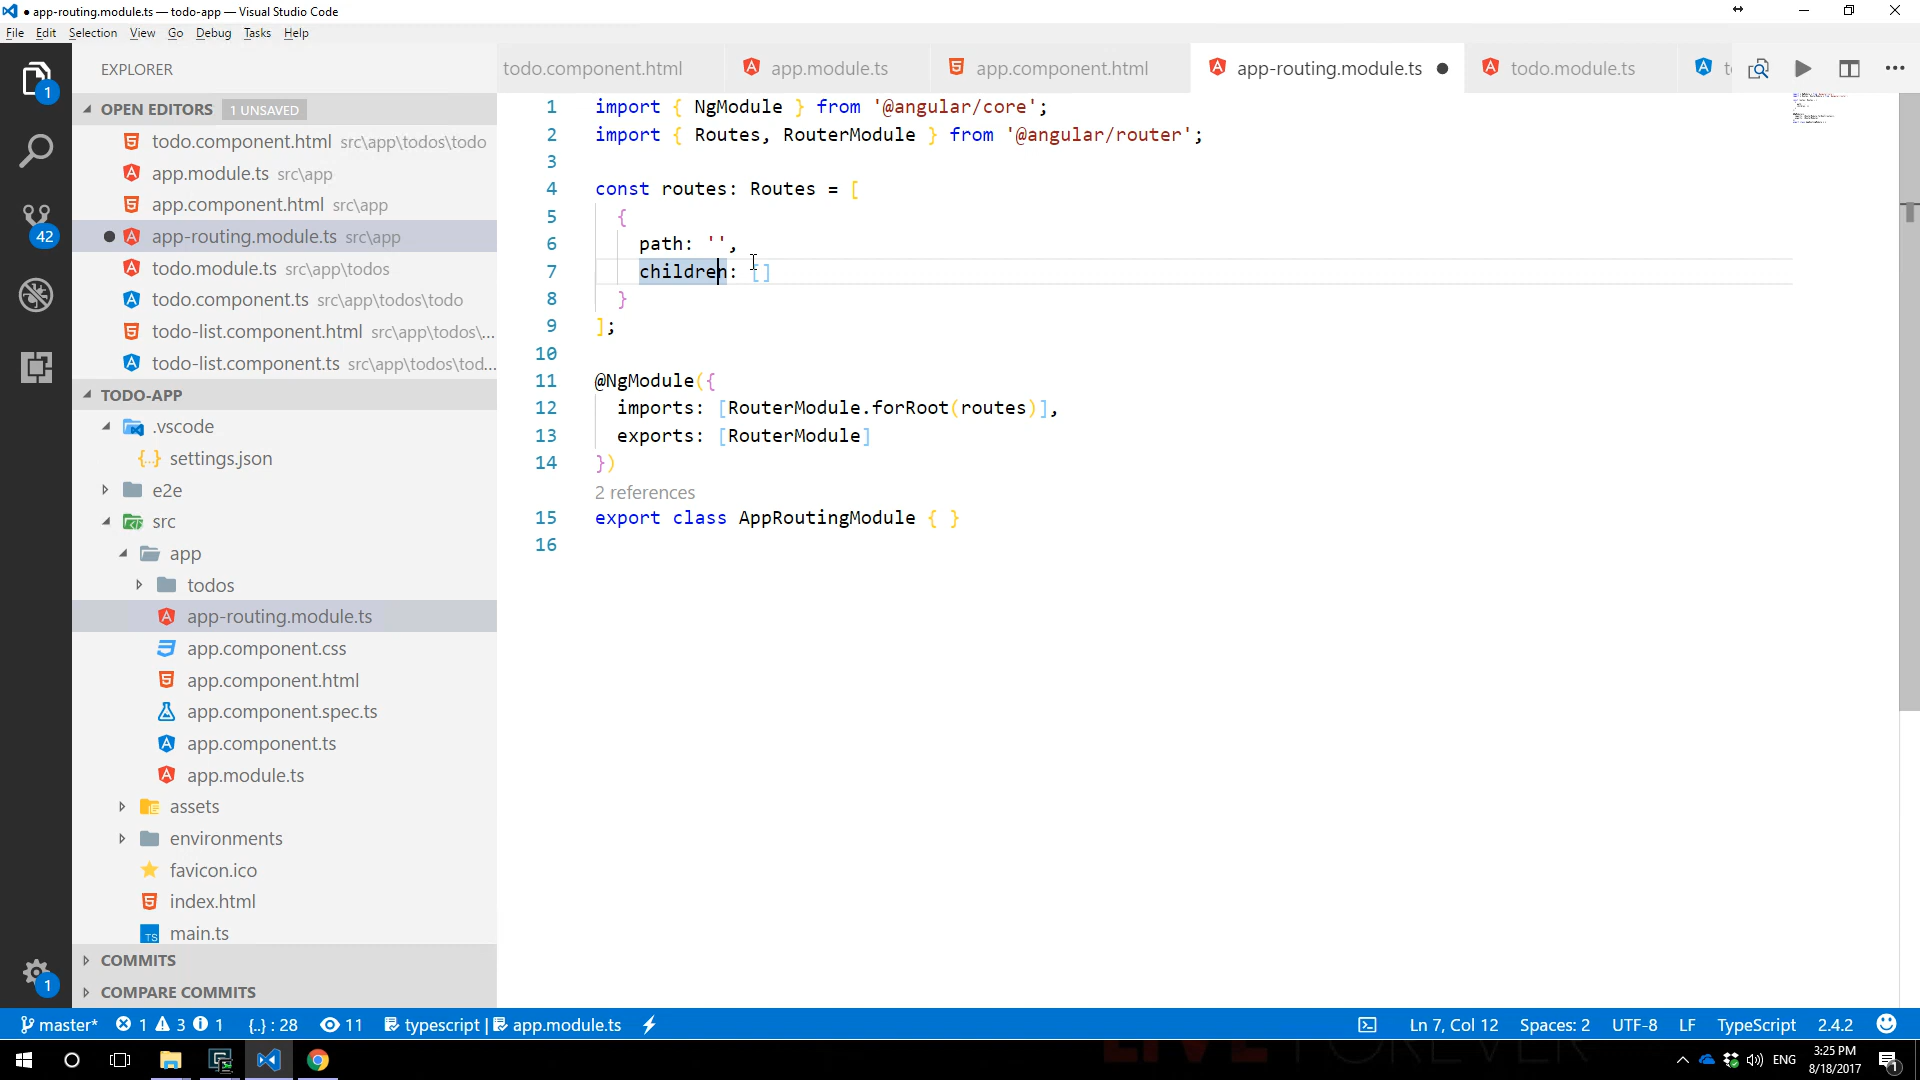 app-routing.module.ts — todo-app — Visual Studio Code
File Edit Selection View Go Debug Tasks Help
EXPLORER
OPEN EDITORS 1 UNSAVED
todo.component.html src\app\todos\todo
app.module.ts src\app
app.component.html src\app
app-routing.module.ts src\app
todo.module.ts src\app\todos
todo.component.ts src\app\todos\todo
todo-list.component.html src\app\todos\...
todo-list.component.ts src\app\todos\tod...
TODO-APP
.vscode
{..} settings.json
e2e
src
app
todos
app-routing.module.ts
app.component.css
app.component.html
app.component.spec.ts
app.component.ts
app.module.ts
assets
environments
favicon.ico
index.html
TS main.ts
COMMITS
COMPARE COMMITS
1
42
1
todo.component.html app.module.ts app.component.html app-routing.module.ts todo.module.ts
1 import { NgModule } from '@angular/core';
2 import { Routes, RouterModule } from '@angular/router';
3
4 const routes: Routes = [
5 {
6 path: '',
7 children: []
8 }
9 ];
10
11 @NgModule({
12 imports: [RouterModule.forRoot(routes)],
13 exports: [RouterModule]
14 })
2 references
15 export class AppRoutingModule { }
16
master* 1 3 1 {..} : 28 11 typescript | app.module.ts Ln 7, Col 12 Spaces: 2 UTF-8 LF TypeScript 2.4.2
ENG 3:25 PM
8/18/2017
1